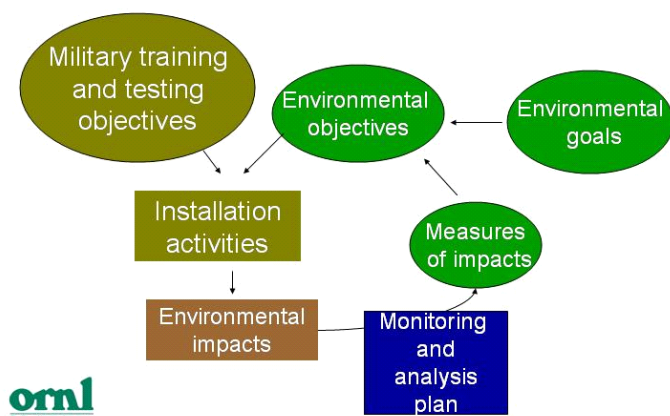 Military training
and testing
objectives
Environmental
objectives
Environmental
goals
Installation
activities
Measures
of impacts
Environmental
impacts
Monitoring
and
analysis
plan
ornl